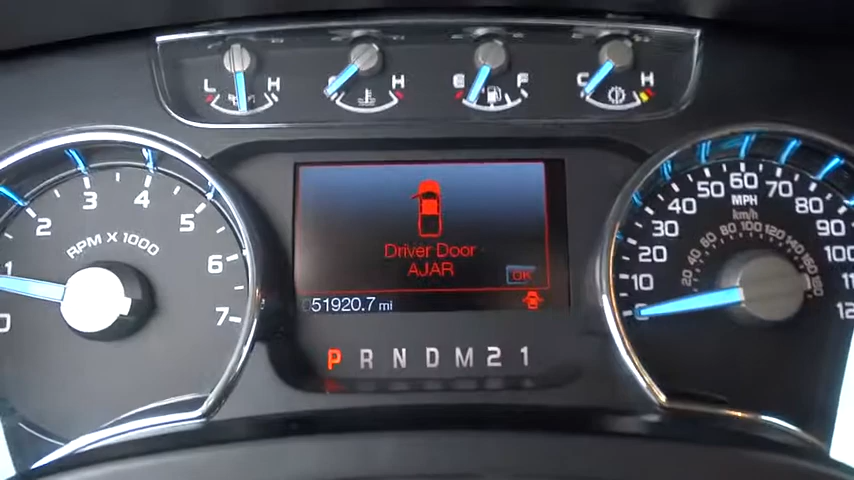 L H
H
E F
C H
1 2 3 4 5 6 7
0
RPM X 1000
Driver Door
AJAR
OK
51920.7 mi
P R N D M 2 1
10 20 30 40 50 60 70 80 90 100 110 120
MPH
km/h
20 40 60 80 100 120 140 160 180